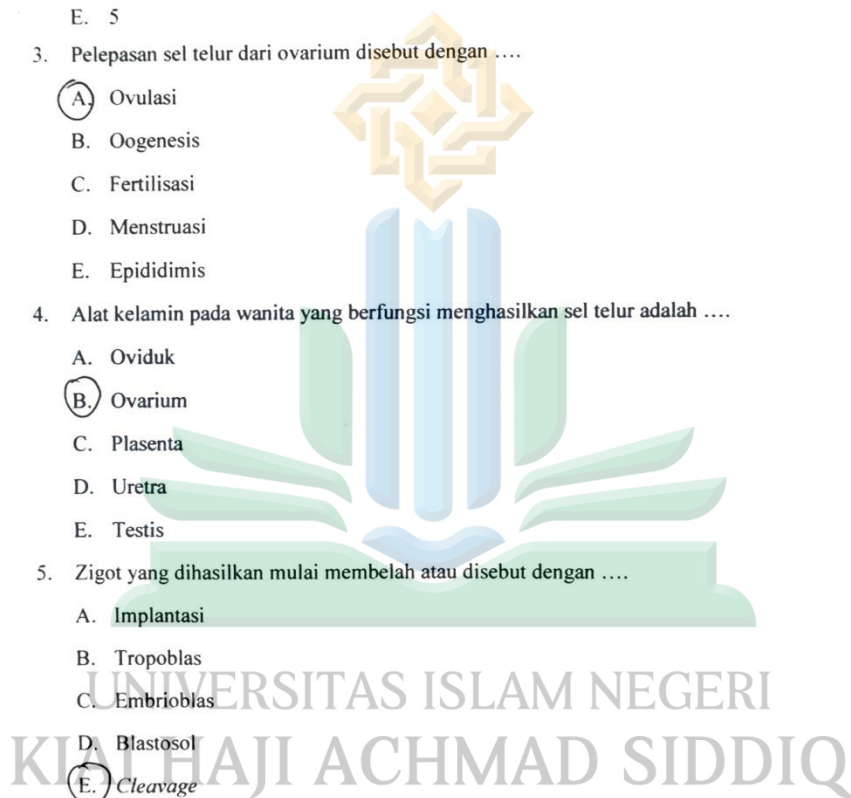 E. 5
3. Pelepasan sel telur dari ovarium disebut dengan ….
A. Ovulasi
B. Oogenesis
C. Fertilisasi
D. Menstruasi
E. Epididimis
4. Alat kelamin pada wanita yang berfungsi menghasilkan sel telur adalah ….
A. Oviduk
B. Ovarium
C. Plasenta
D. Uretra
E. Testis
5. Zigot yang dihasilkan mulai membelah atau disebut dengan ….
A. Implantasi
B. Tropoblas
C. Embrioblas
D. Blastosol
E. Cleavage
UNIVERSITAS ISLAM NEGERI
KIAI HAJI ACHMAD SIDDIQ